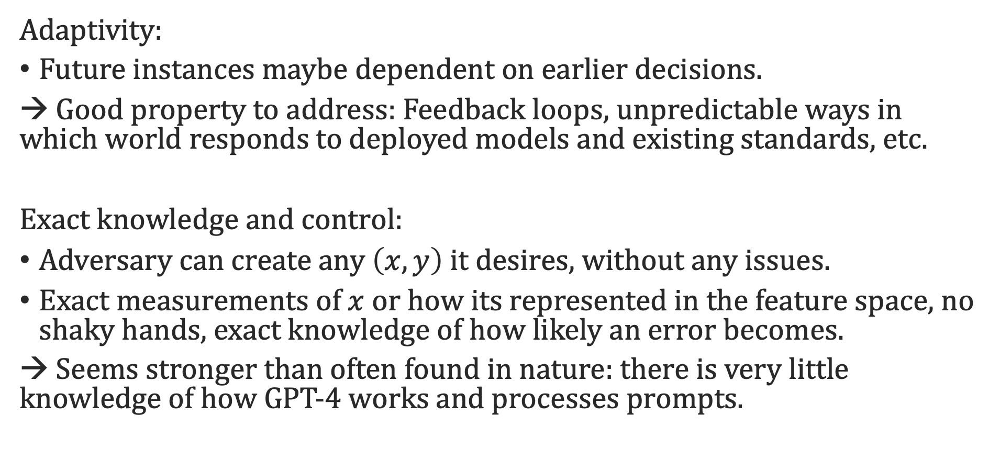 Adaptivity:
• Future instances maybe dependent on earlier decisions.
→ Good property to address: Feedback loops, unpredictable ways in
which world responds to deployed models and existing standards, etc.
Exact knowledge and control:
• Adversary can create any (x, y) it desires, without any issues.
• Exact measurements of x or how its represented in the feature space, no
shaky hands, exact knowledge of how likely an error becomes.
→ Seems stronger than often found in nature: there is very little
knowledge of how GPT-4 works and processes prompts.